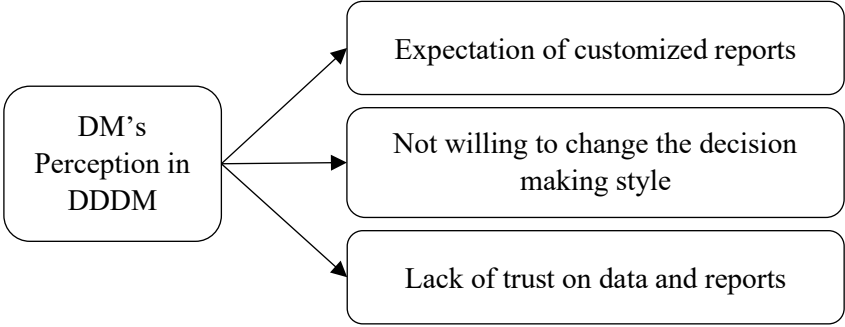 DM’s
Perception in
DDDM
Expectation of customized reports
Not willing to change the decision
making style
Lack of trust on data and reports